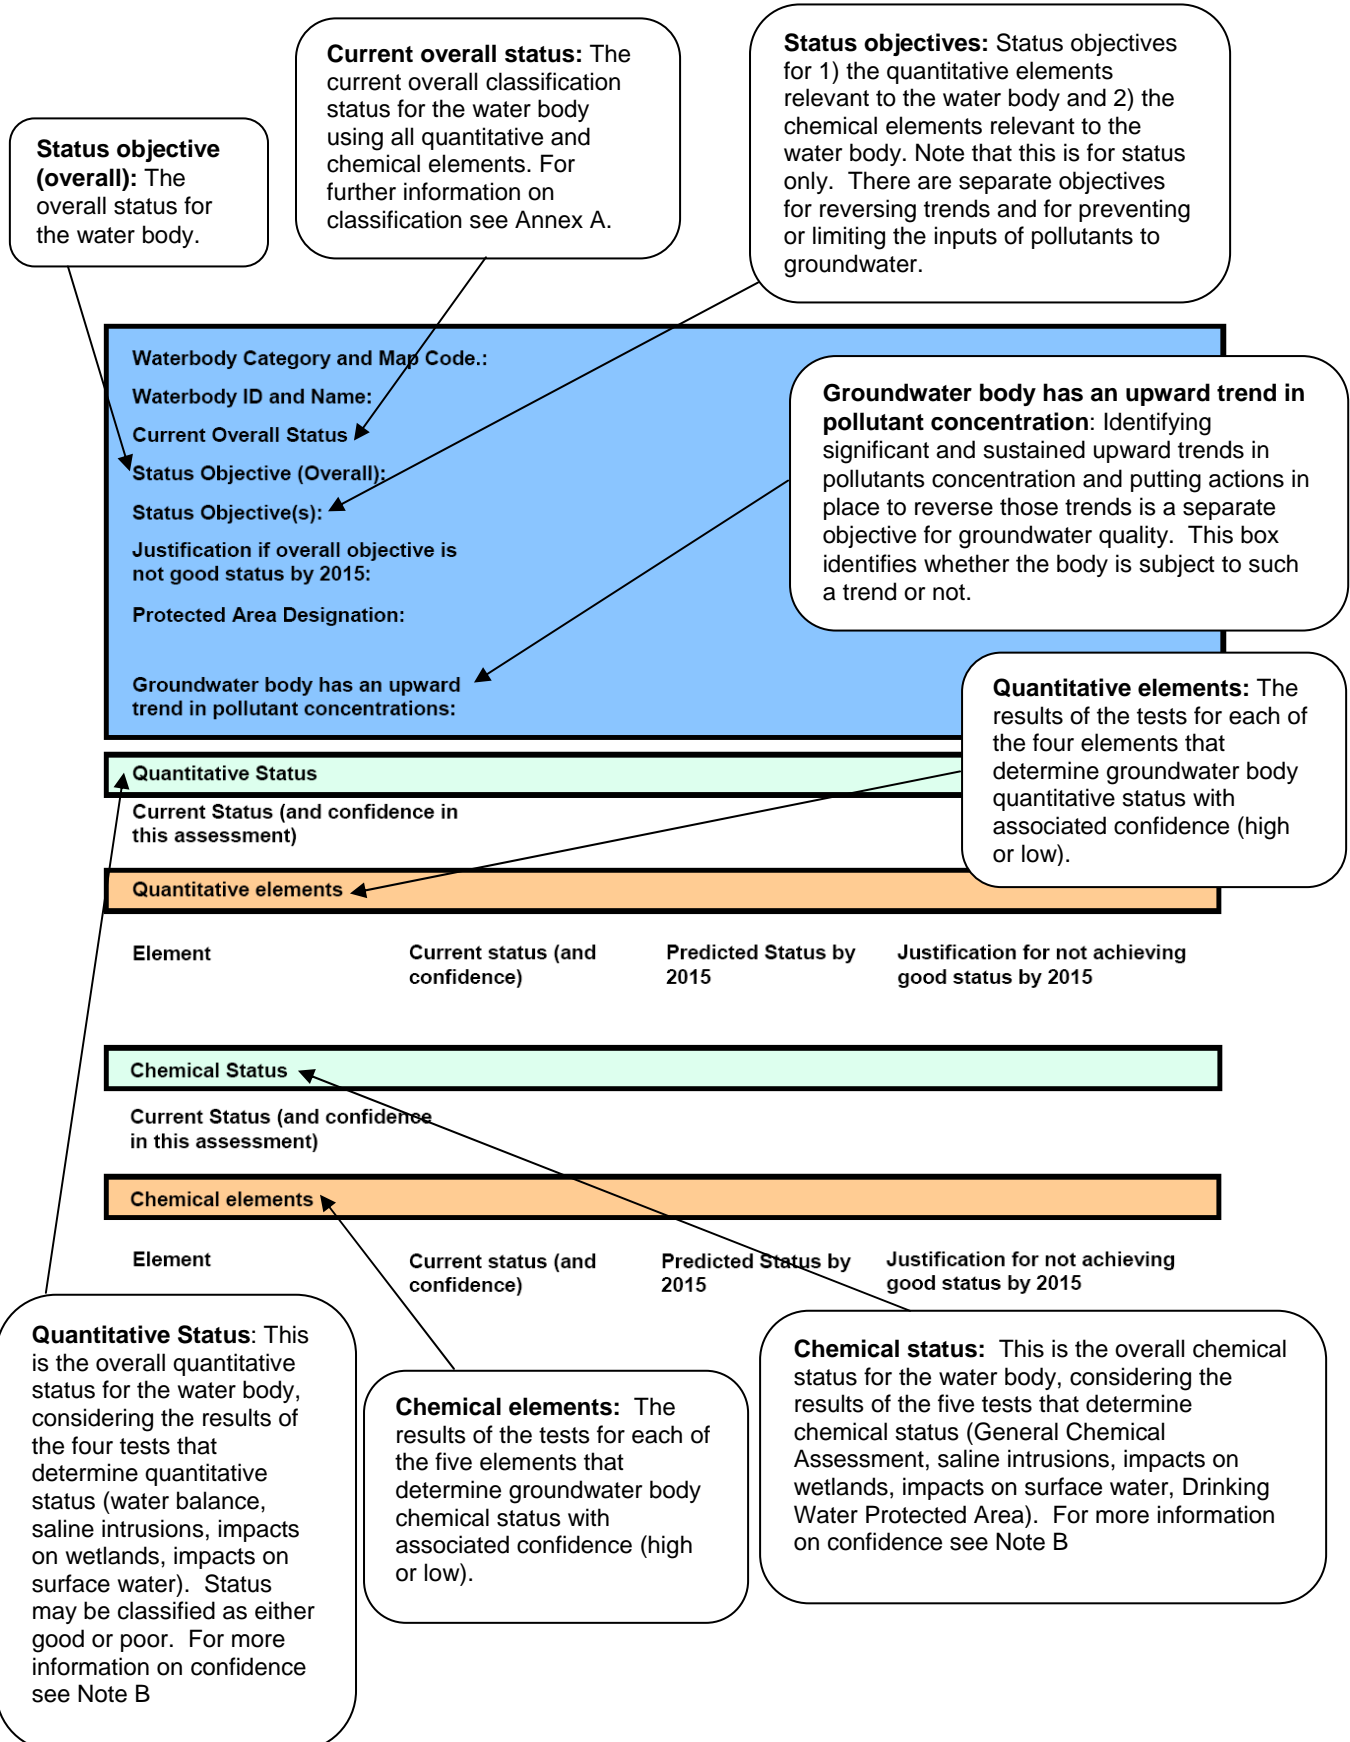 Current overall status: The
current overall classification
status for the water body
using all quantitative and
chemical elements. For
further information on
classification see Annex A.
Status objectives: Status objectives
for 1) the quantitative elements
relevant to the water body and 2) the
chemical elements relevant to the
water body. Note that this is for status
only.  There are separate objectives
for reversing trends and for preventing
or limiting the inputs of pollutants to
groundwater.
Status objective
(overall): The
overall status for
the water body.
Waterbody Category and Map Code.:
Waterbody ID and Name:
Current Overall Status
Status Objective (Overall):
Status Objective(s):
Justification if overall objective is
not good status by 2015:
Protected Area Designation:
Groundwater body has an upward
trend in pollutant concentrations:
Groundwater body has an upward trend in
pollutant concentration: Identifying
significant and sustained upward trends in
pollutants concentration and putting actions in
place to reverse those trends is a separate
objective for groundwater quality.  This box
identifies whether the body is subject to such
a trend or not.
Quantitative elements: The
results of the tests for each of
the four elements that
determine groundwater body
quantitative status with
associated confidence (high
or low).
Quantitative Status
Current Status (and confidence in
this assessment)
Quantitative elements
Element
Current status (and
confidence)
Predicted Status by
2015
Justification for not achieving
good status by 2015
Chemical Status
Current Status (and confidence
in this assessment)
Chemical elements
Element
Current status (and
confidence)
Predicted Status by
2015
Justification for not achieving
good status by 2015
Quantitative Status: This
is the overall quantitative
status for the water body,
considering the results of
the four tests that
determine quantitative
status (water balance,
saline intrusions, impacts
on wetlands, impacts on
surface water).  Status
may be classified as either
good or poor.  For more
information on confidence
see Note B
Chemical elements:  The
results of the tests for each of
the five elements that
determine groundwater body
chemical status with
associated confidence (high
or low).
Chemical status:  This is the overall chemical
status for the water body, considering the
results of the five tests that determine
chemical status (General Chemical
Assessment, saline intrusions, impacts on
wetlands, impacts on surface water, Drinking
Water Protected Area).  For more information
on confidence see Note B